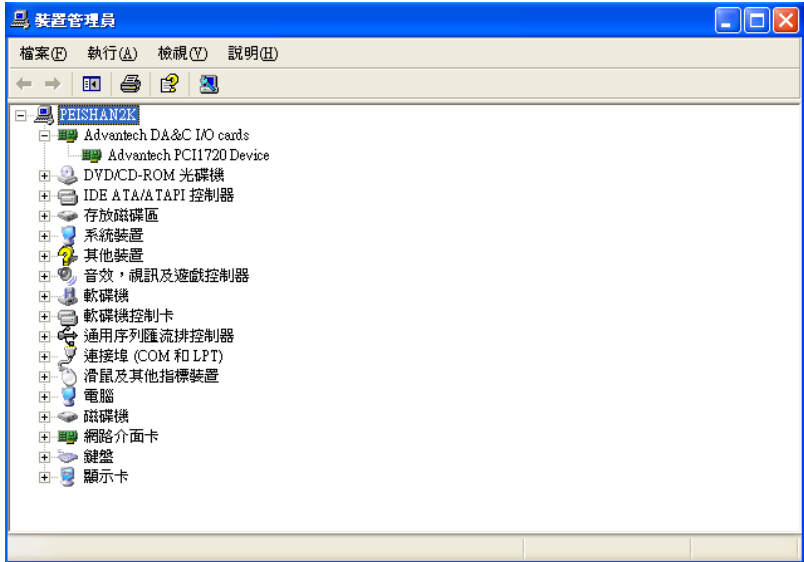 裝置管理員
檔案(F) 執行(A) 檢視(V) 說明(H)
PEISHAN2K
Advantech DA&C I/O cards
Advantech PCI1720 Device
DVD/CD-ROM 光碟機
IDE ATA/ATAPI 控制器
存放磁碟區
系統裝置
其他裝置
音效，視訊及遊戲控制器
軟碟機
軟碟機控制卡
通用序列匯流排控制器
連接埠 (COM 和 LPT)
滑鼠及其他指標裝置
電腦
磁碟機
網路介面卡
鍵盤
顯示卡